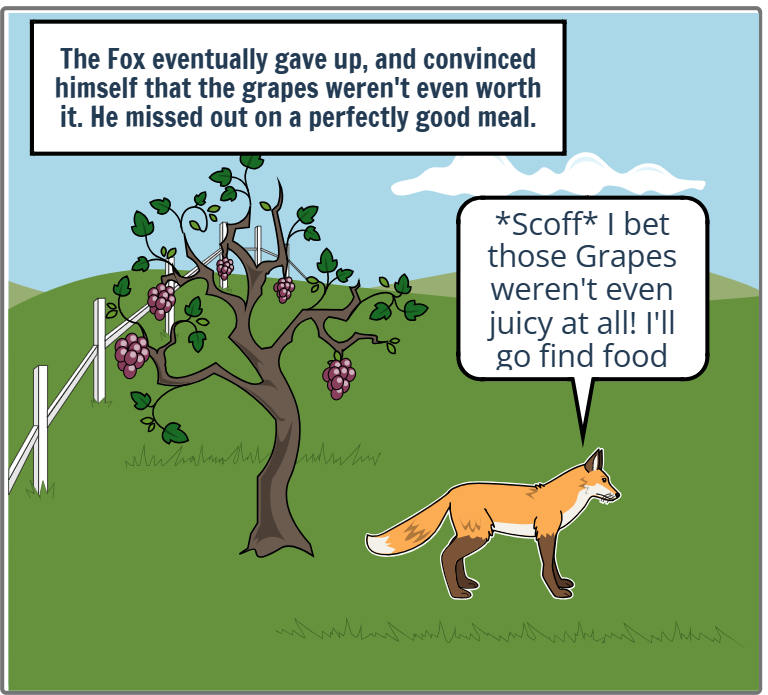 The Fox eventually gave up, and convinced
himself that the grapes weren't even worth
it. He missed out on a perfectly good meal.
*Scoff* I bet
those Grapes
weren't even
juicy at all! I'll
go find food